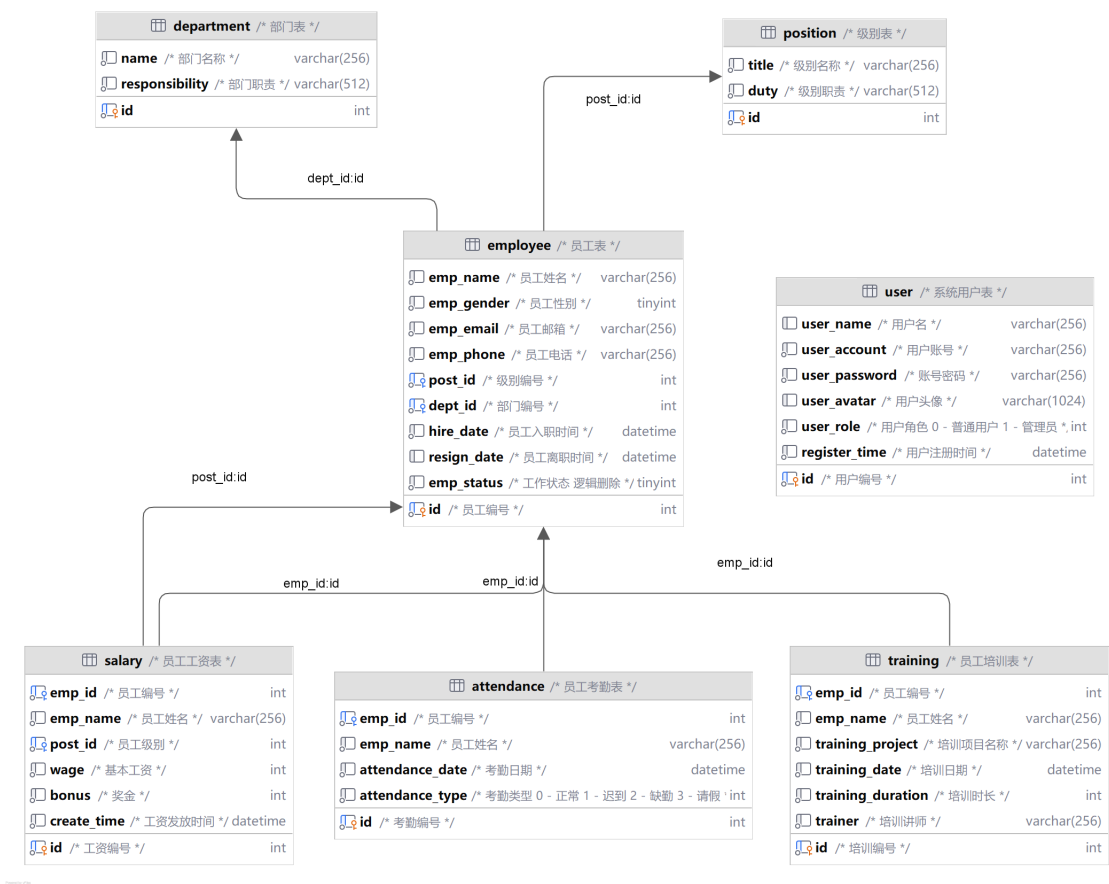 department /* 部门表 */
name /* 部门名称 */ varchar(256)
responsibility /* 部门职责 */ varchar(512)
id int
position /* 级别表 */
title /* 级别名称 */ varchar(256)
duty /* 级别职责 */ varchar(512)
id int
post_id:id
dept_id:id
employee /* 员工表 */
emp_name /* 员工姓名 */ varchar(256)
emp_gender /* 员工性别 */ tinyint
emp_email /* 员工邮箱 */ varchar(256)
emp_phone /* 员工电话 */ varchar(256)
post_id /* 级别编号 */ int
dept_id /* 部门编号 */ int
hire_date /* 员工入职时间 */ datetime
resign_date /* 员工离职时间 */ datetime
emp_status /* 工作状态 逻辑删除 */ tinyint
id /* 员工编号 */ int
user /* 系统用户表 */
user_name /* 用户名 */ varchar(256)
user_account /* 用户账号 */ varchar(256)
user_password /* 账号密码 */ varchar(256)
user_avatar /* 用户头像 */ varchar(1024)
user_role /* 用户角色 0 - 普通用户 1 - 管理员 * int
register_time /* 用户注册时间 */ datetime
id /* 用户编号 */ int
post_id:id
emp_id:id
emp_id:id
emp_id:id
salary /* 员工工资表 */
emp_id /* 员工编号 */ int
emp_name /* 员工姓名 */ varchar(256)
post_id /* 员工级别 */ int
wage /* 基本工资 */ int
bonus /* 奖金 */ int
create_time /* 工资发放时间 */ datetime
id /* 工资编号 */ int
attendance /* 员工考勤表 */
emp_id /* 员工编号 */ int
emp_name /* 员工姓名 */ varchar(256)
attendance_date /* 考勤日期 */ datetime
attendance_type /* 考勤类型 0 - 正常 1 - 迟到 2 - 缺勤 3 - 请假 int
id /* 考勤编号 */ int
training /* 员工培训表 */
emp_id /* 员工编号 */ int
emp_name /* 员工姓名 */ varchar(256)
training_project /* 培训项目名称 */ varchar(256)
training_date /* 培训日期 */ datetime
training_duration /* 培训时长 */ int
trainer /* 培训讲师 */ varchar(256)
id /* 培训编号 */ int